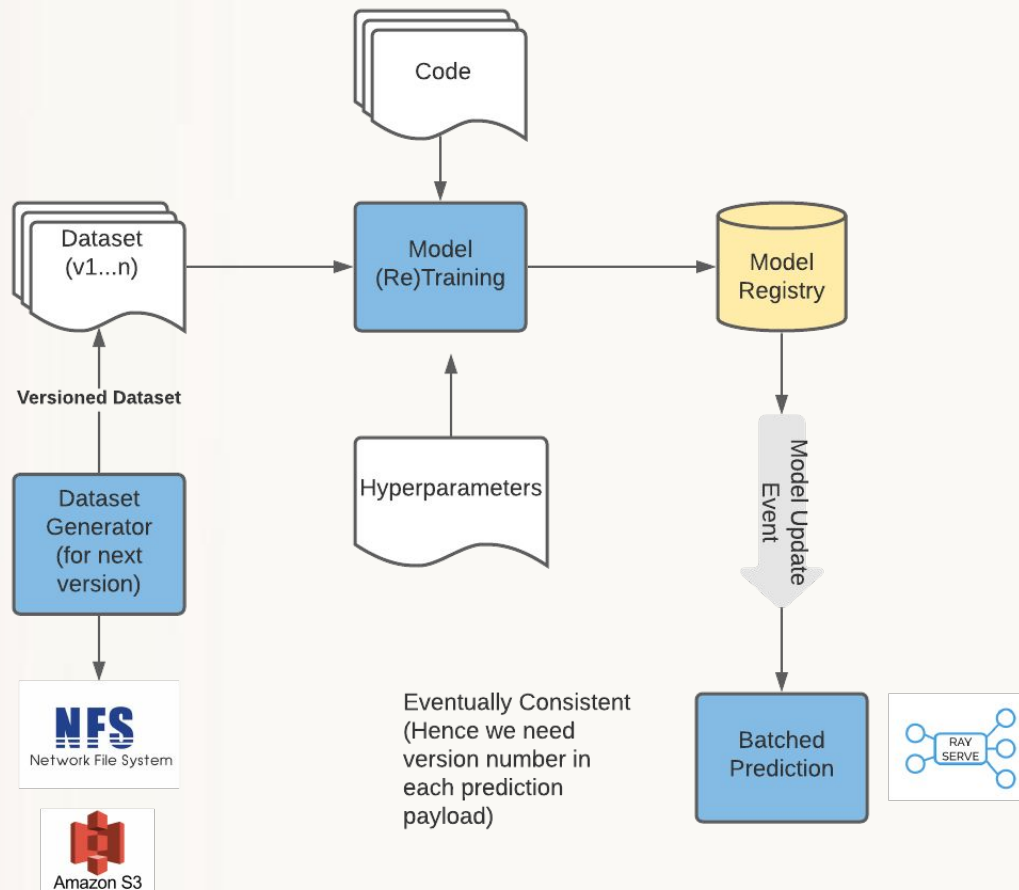 Code
Dataset
(v1...n)
Model
(Re)Training
Model
Registry
Versioned Dataset
Hyperparameters
Model Update
Event
Dataset
Generator
(for next
version)
NFS
Network File System
Amazon S3
Eventually Consistent
(Hence we need
version number in
each prediction
payload)
Batched
Prediction
RAY
SERVE